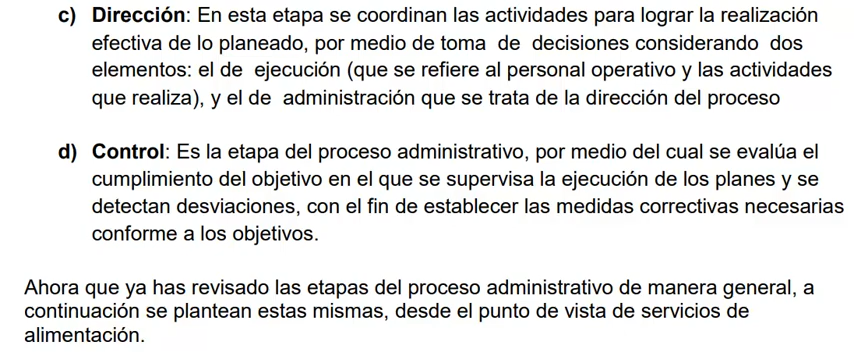 c) Dirección: En esta etapa se coordinan las actividades para lograr la realización
efectiva de lo planeado, por medio de toma de decisiones considerando dos
elementos: el de ejecución (que se refiere al personal operativo y las actividades
que realiza), y el de administración que se trata de la dirección del proceso
d) Control: Es la etapa del proceso administrativo, por medio del cual se evalúa el
cumplimiento del objetivo en el que se supervisa la ejecución de los planes y se
detectan desviaciones, con el fin de establecer las medidas correctivas necesarias
conforme a los objetivos.
Ahora que ya has revisado las etapas del proceso administrativo de manera general, a
continuación se plantean estas mismas, desde el punto de vista de servicios de
alimentación.